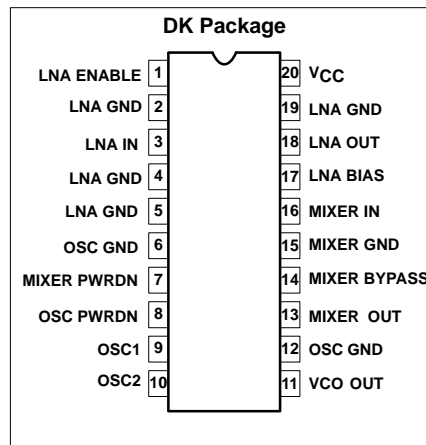 DK Package
LNA ENABLE 1 20 VCC
LNA GND 2 19 LNA GND
LNA IN 3 18 LNA OUT
LNA GND 4 17 LNA BIAS
LNA GND 5 16 MIXER IN
OSC GND 6 15 MIXER GND
MIXER PWRDN 7 14 MIXER BYPASS
OSC PWRDN 8 13 MIXER OUT
OSC1 9 12 OSC GND
OSC2 10 11 VCO OUT